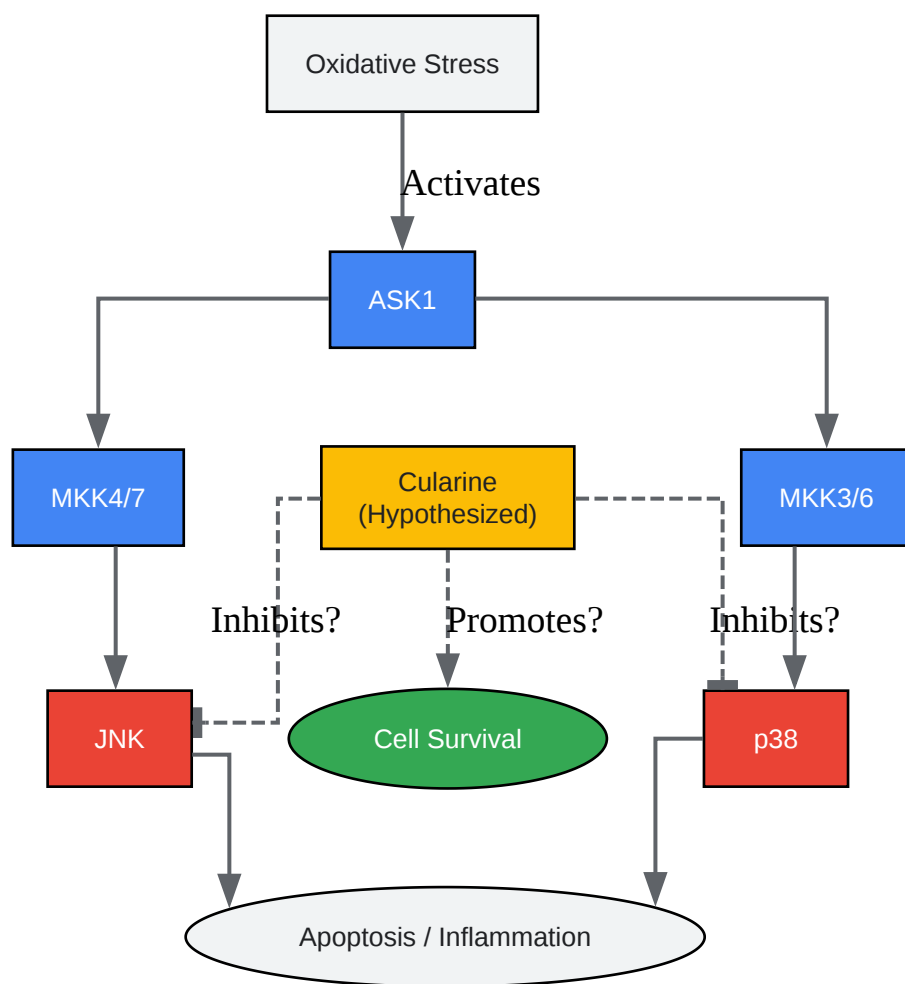 Oxidative Stress
Activates
ASK1
MKK4/7
Cularine
(Hypothesized)
MKK3/6
Inhibits?
Promotes?
Inhibits?
JNK
Cell Survival
p38
Apoptosis / Inflammation